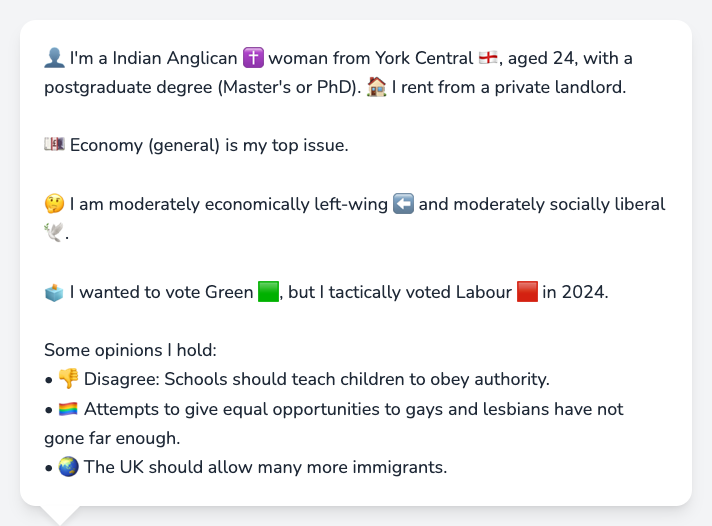 👤 I'm a Indian Anglican ✝️ woman from York Central 🏴󠁧󠁢󠁥󠁮󠁧󠁿, aged 24, with a
postgraduate degree (Master's or PhD). 🏠 I rent from a private landlord.
💷 Economy (general) is my top issue.
🤔 I am moderately economically left-wing ⬅️ and moderately socially liberal
🕊️.
🗳️ I wanted to vote Green 🟩, but I tactically voted Labour 🟥 in 2024.
Some opinions I hold:
• 👎 Disagree: Schools should teach children to obey authority.
• 🏳️‍🌈 Attempts to give equal opportunities to gays and lesbians have not
gone far enough.
• 🌏 The UK should allow many more immigrants.